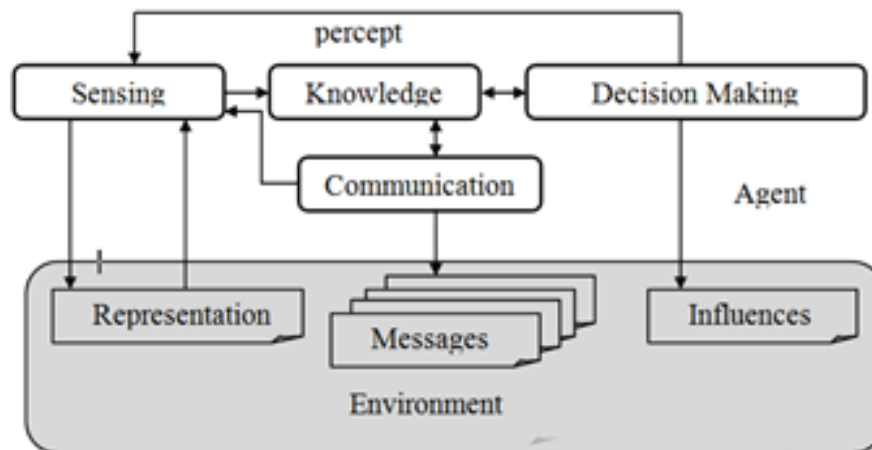 percept
Sensing
Knowledge
Decision Making
Communication
Agent
Representation
Messages
Influences
Environment